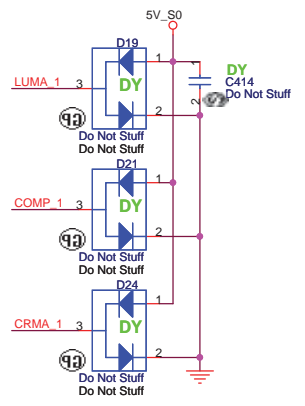 5V_S0
D19
LUMA_1 3 DY 1 2
Do Not Stuff
Do Not Stuff
1 DY
C414
2 Do Not Stuff
D21
COMP_1 3 DY 1 2
Do Not Stuff
Do Not Stuff
D24
CRMA_1 3 DY 1 2
Do Not Stuff
Do Not Stuff